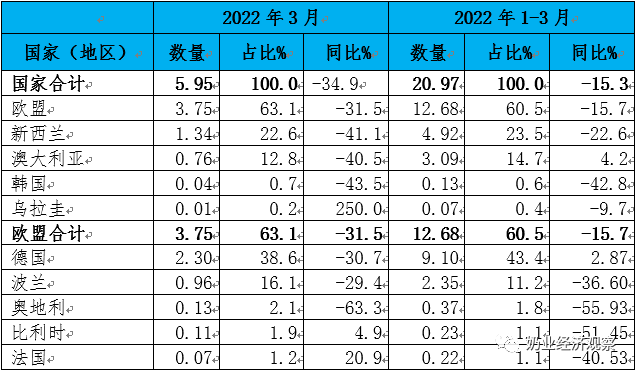 2022 年 3 月 2022 年 1-3 月
国家（地区） 数量 占比% 同比% 数量 占比% 同比%
国家合计 5.95 100.0 -34.9 20.97 100.0 -15.3
欧盟 3.75 63.1 -31.5 12.68 60.5 -15.7
新西兰 1.34 22.6 -41.1 4.92 23.5 -22.6
澳大利亚 0.76 12.8 -40.5 3.09 14.7 4.2
韩国 0.04 0.7 -43.5 0.13 0.6 -42.8
乌拉圭 0.01 0.2 250.0 0.07 0.4 -9.7
欧盟合计 3.75 63.1 -31.5 12.68 60.5 -15.7
德国 2.30 38.6 -30.7 9.10 43.4 2.87
波兰 0.96 16.1 -29.4 2.35 11.2 -36.60
奥地利 0.13 2.1 -63.3 0.37 1.8 -55.93
比利时 0.11 1.9 4.9 0.23 1.1 -51.45
法国 0.07 1.2 20.9 0.22 1.1 -40.53
奶业经济观察